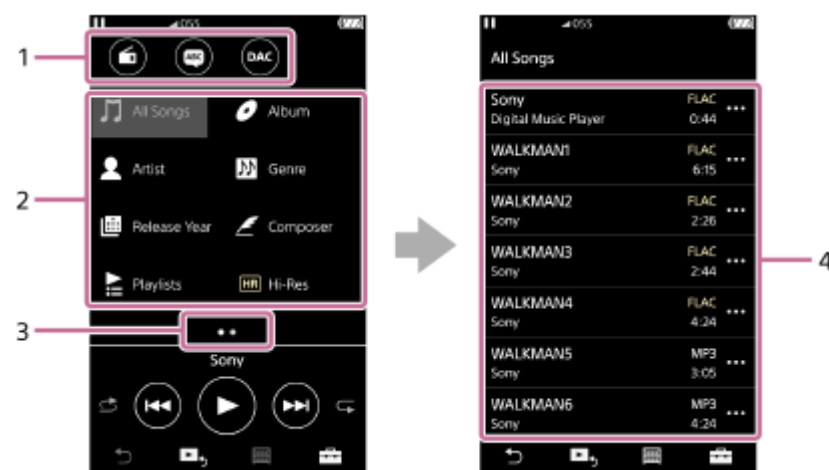 055
1
ABC
DAC
All Songs
Album
Artist
Genre
2
Release Year
Composer
Playlists
HR Hi-Res
3
Sony
055
All Songs
Sony FLAC
Digital Music Player 0:44
WALKMAN1 FLAC
Sony 6:15
WALKMAN2 FLAC
Sony 2:26
WALKMAN3 FLAC
Sony 2:44
4
WALKMAN4 FLAC
Sony 4:24
WALKMAN5 MP3
Sony 3:05
WALKMAN6 MP3
Sony 4:24